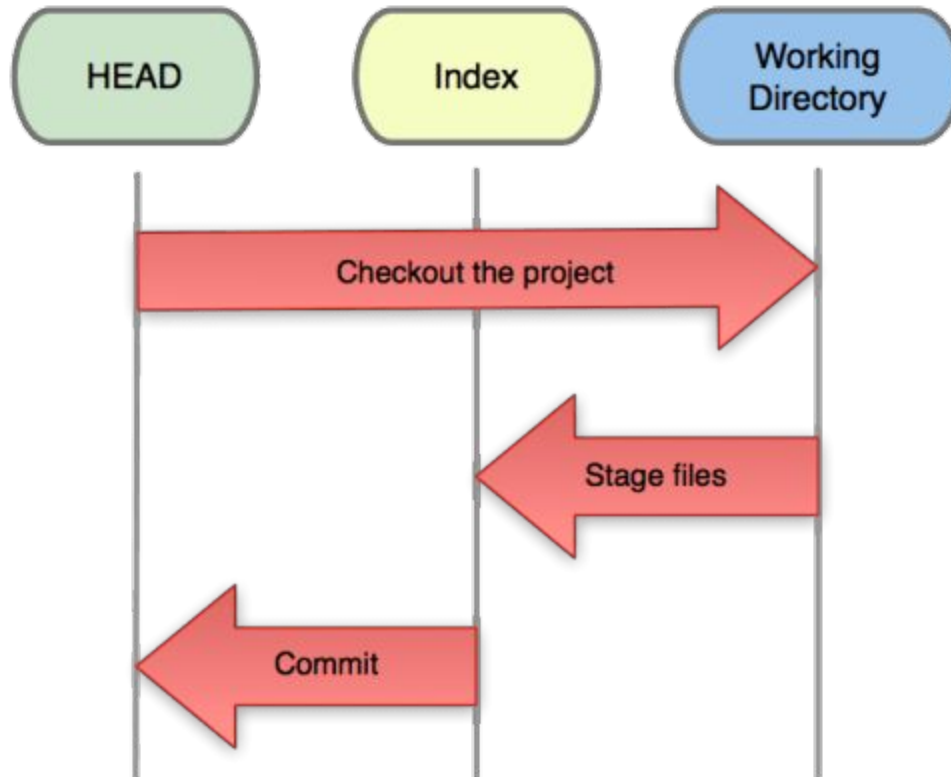 HEAD
Index
Working
Directory
Checkout the project
Stage files
Commit